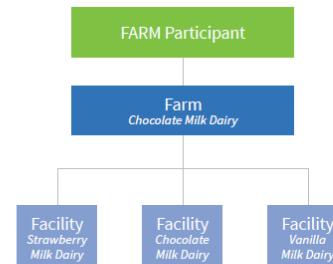 FARM Participant
Farm
Chocolate Milk Dairy
Facility
Strawberry
Milk Dairy
Facility
Chocolate
Milk Dairy
Facility
Vanilla
Milk Dairy